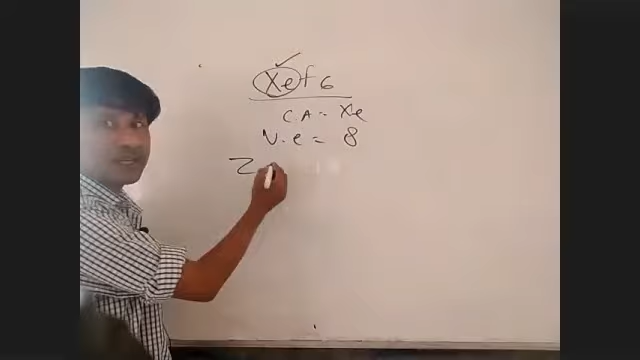 Xef6
C.A = Xe
V.e = 8
Z